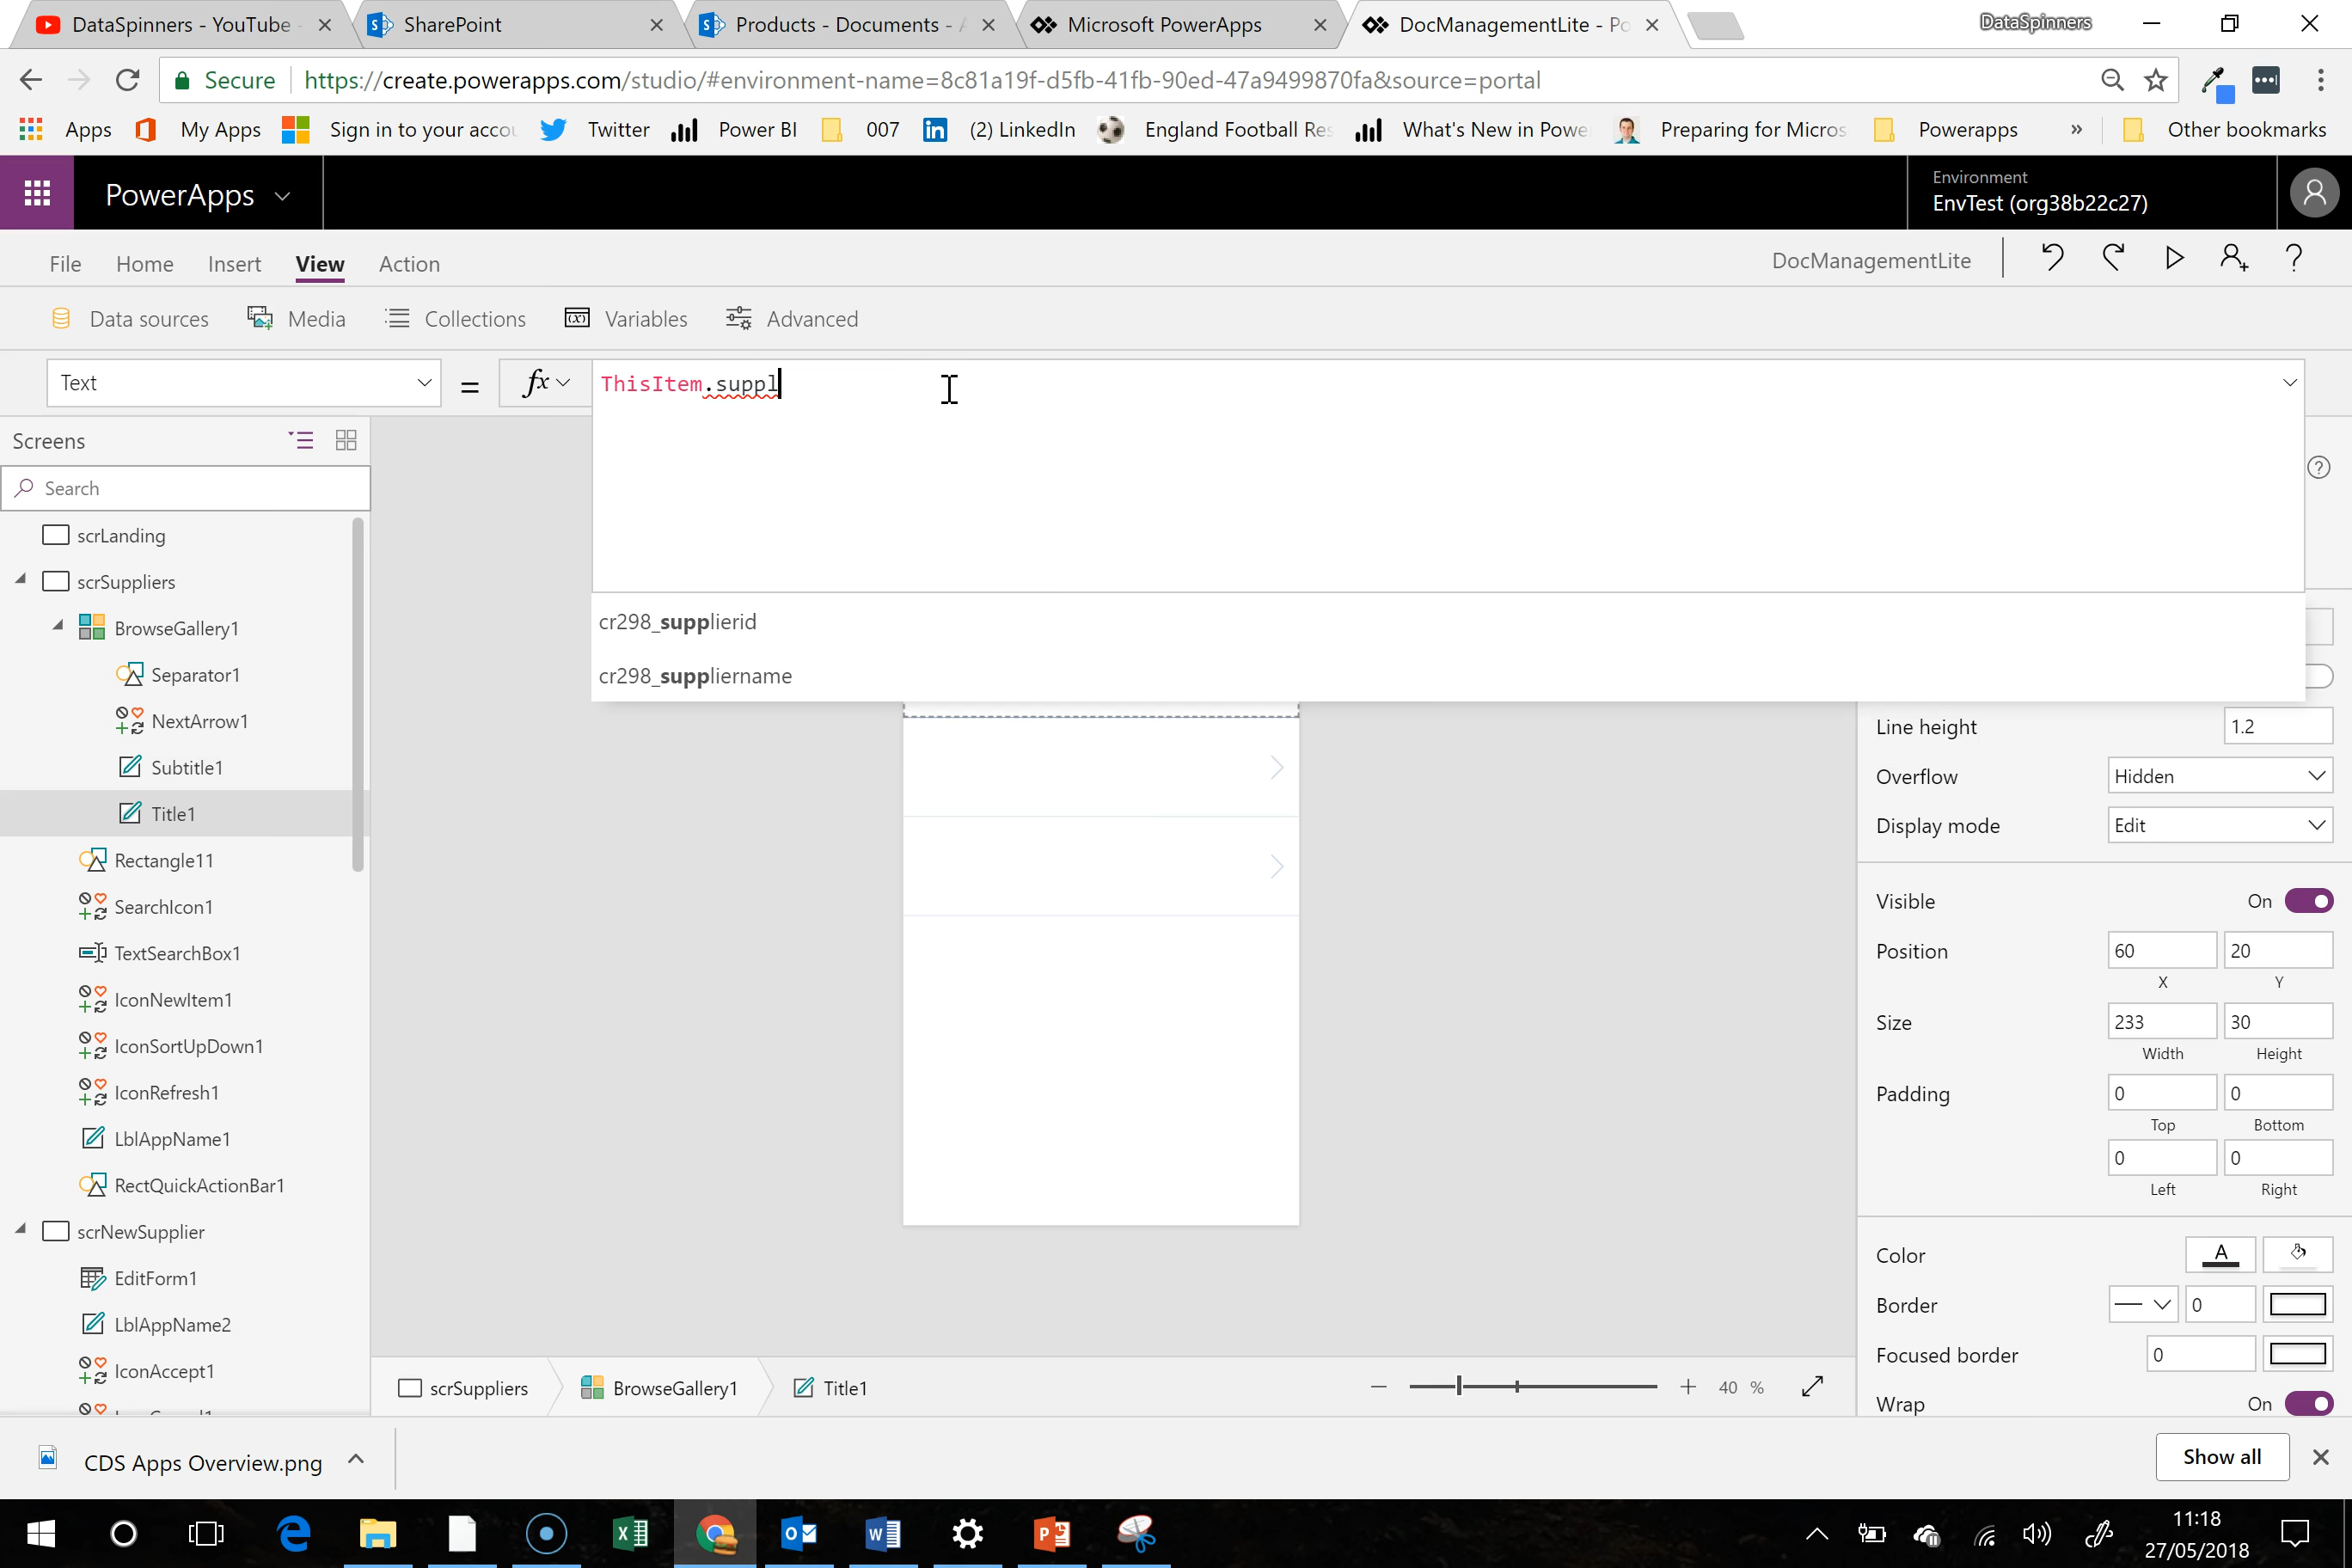 DataSpinners - YouTube
SharePoint
Products - Documents -
Microsoft PowerApps
DocManagementLite - Po
DataSpinners
Secure
https://create.powerapps.com/studio/#environment-name=8c81a19f-d5fb-41fb-90ed-47a9499870fa&source=portal
Apps
My Apps
Sign in to your accou
Twitter
Power BI
007
(2) LinkedIn
England Football Res
What's New in Powe
Preparing for Micros
Powerapps
»
Other bookmarks
PowerApps
Environment
EnvTest (org38b22c27)
File
Home
Insert
View
Action
DocManagementLite
Data sources
Media
Collections
Variables
Advanced
Text
=
fx
ThisItem.suppl
cr298_supplierid
cr298_suppliername
Screens
Search
scrLanding
scrSuppliers
BrowseGallery1
Separator1
NextArrow1
Subtitle1
Title1
Rectangle11
SearchIcon1
TextSearchBox1
IconNewItem1
IconSortUpDown1
IconRefresh1
LblAppName1
RectQuickActionBar1
scrNewSupplier
EditForm1
LblAppName2
IconAccept1
Line height
1.2
Overflow
Hidden
Display mode
Edit
Visible
On
Position
60
20
X
Y
Size
233
30
Width
Height
Padding
0
0
Top
Bottom
0
0
Left
Right
Color
Border
0
Focused border
0
Wrap
On
scrSuppliers
BrowseGallery1
Title1
40 %
CDS Apps Overview.png
Show all
11:18
27/05/2018